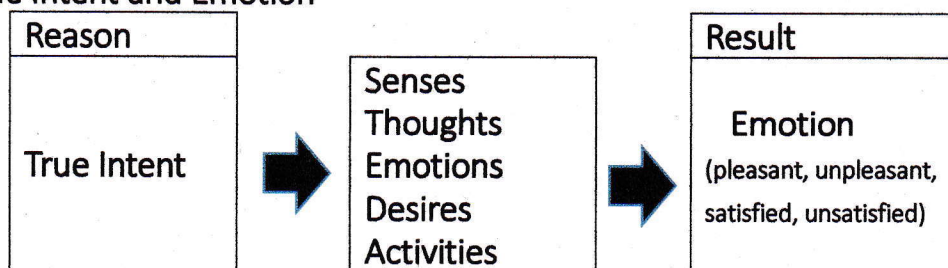 Intent and Emotion
Reason
True Intent
Senses
Thoughts
Emotions
Desires
Activities
Result
Emotion
(pleasant, unpleasant,
satisfied, unsatisfied)